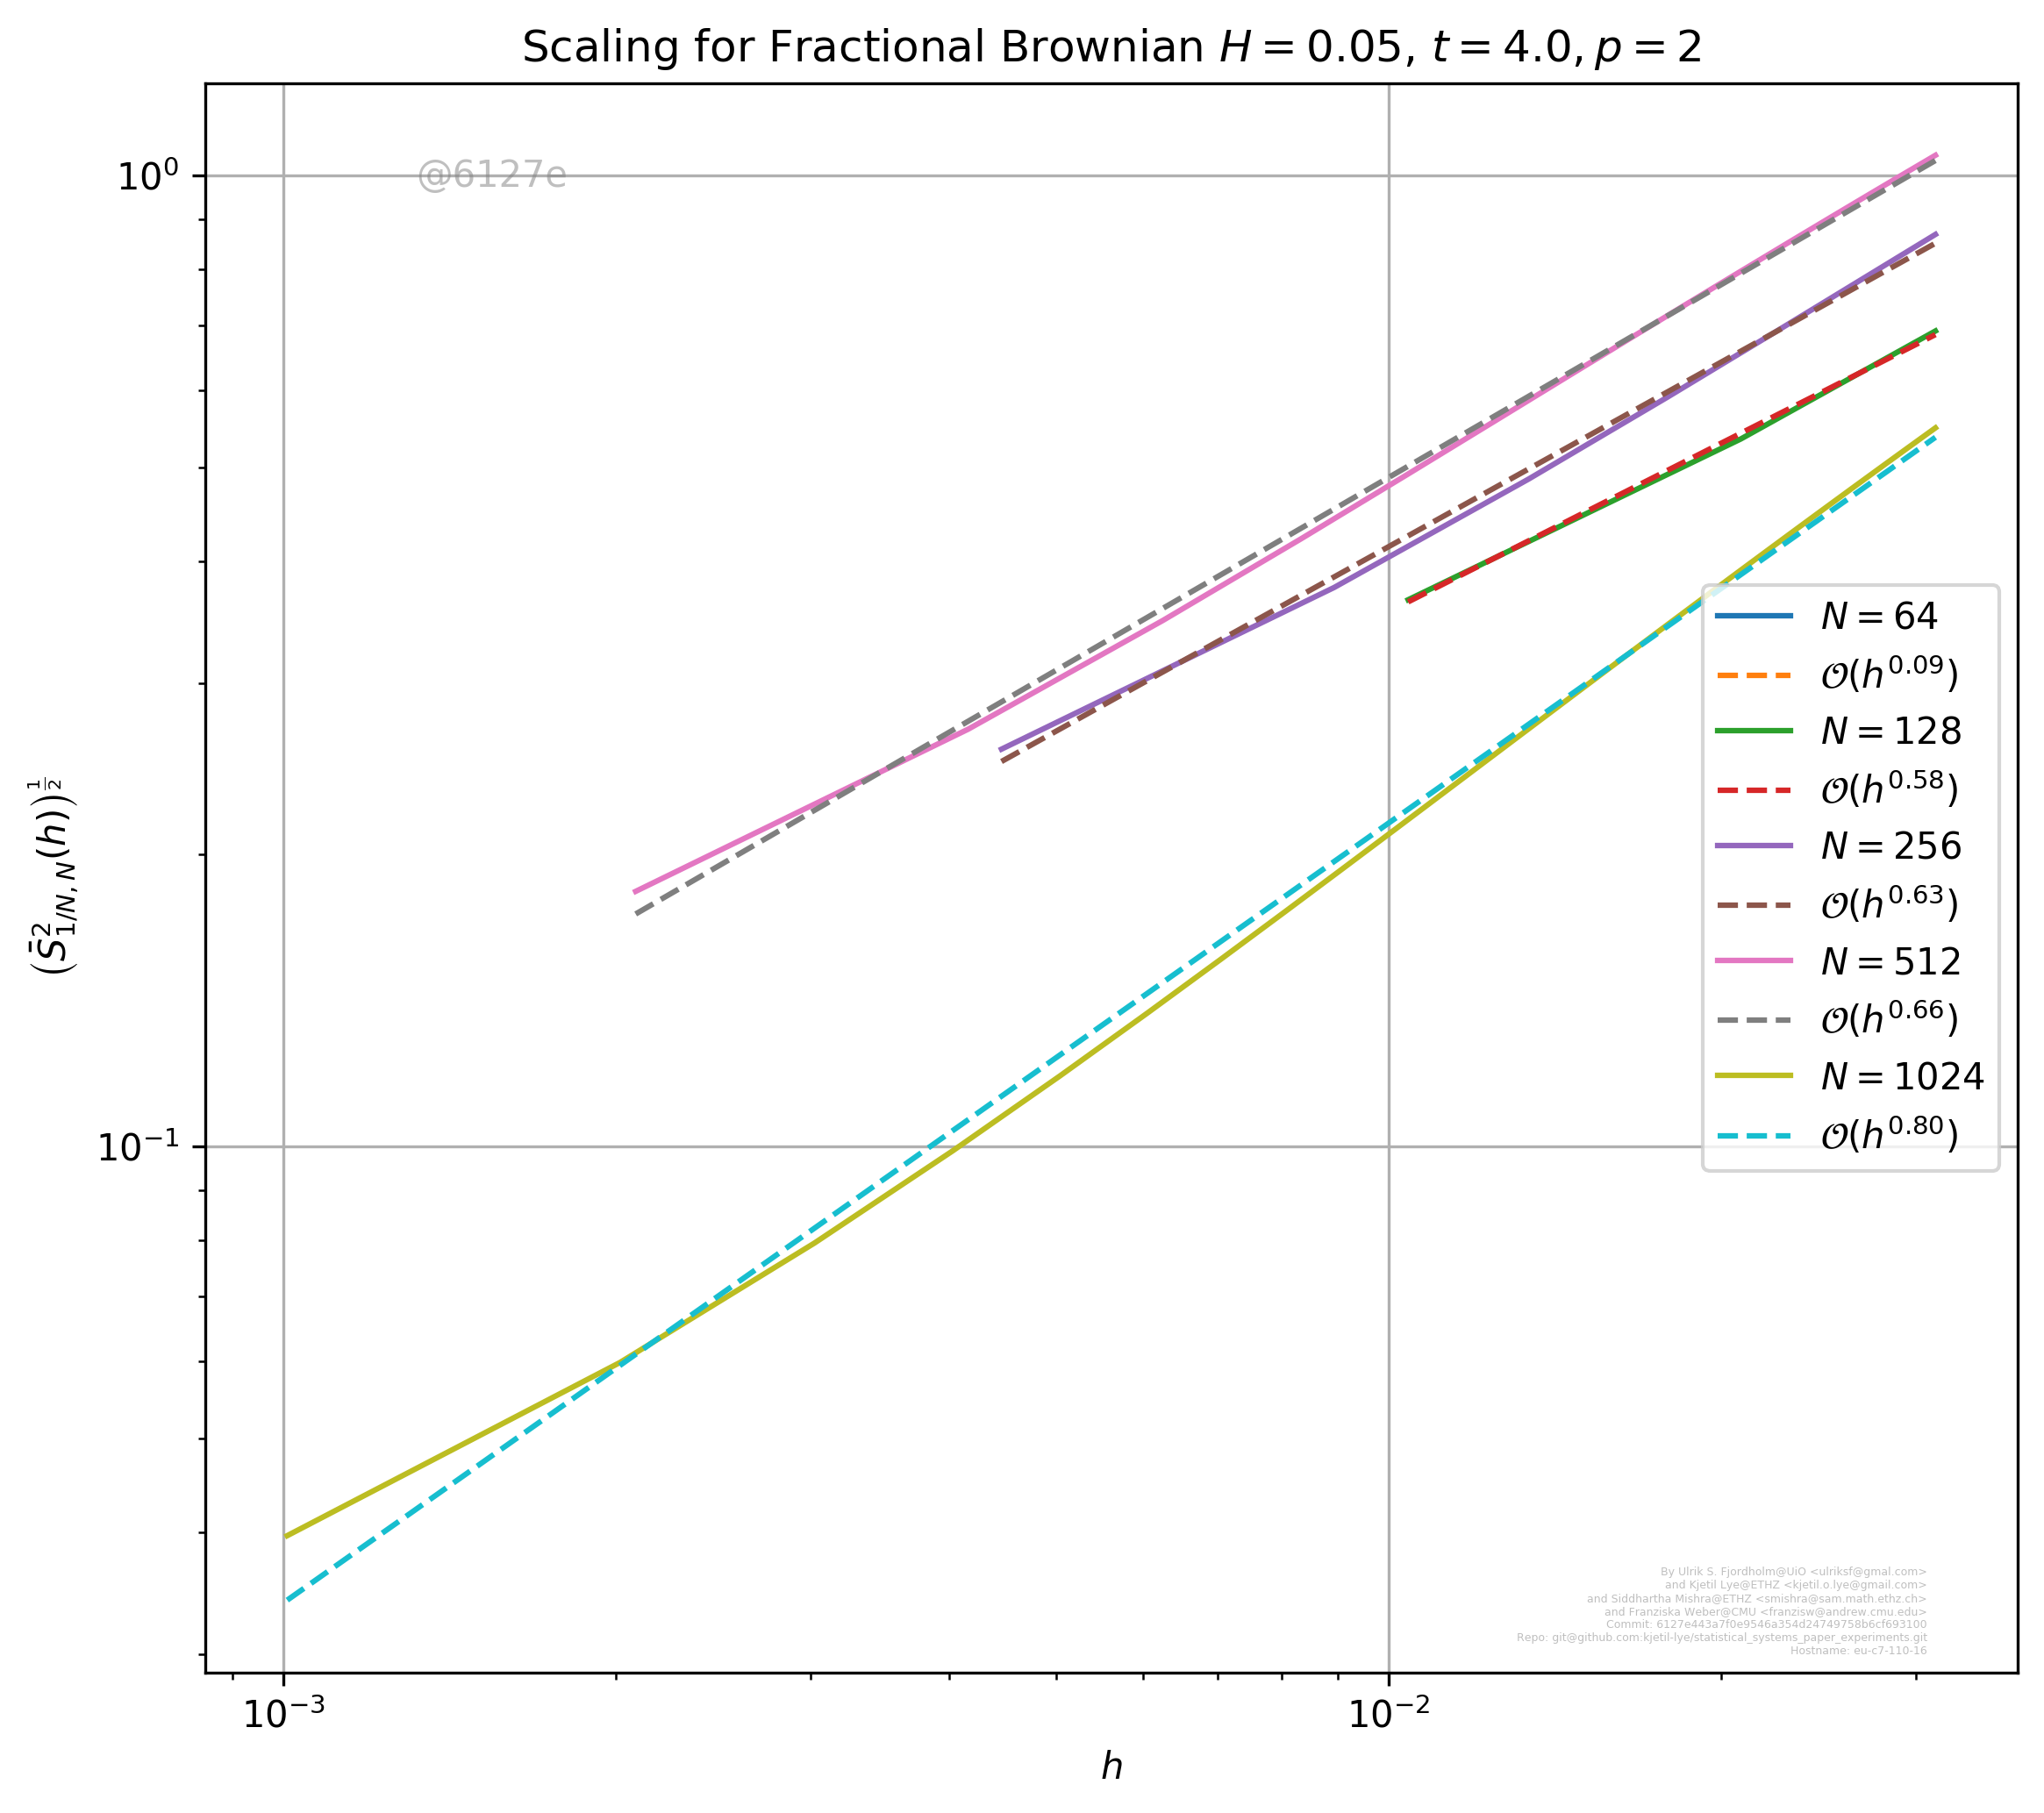 Scaling for Fractional Brownian H = 0.05, t = 4.0, p = 2
@6127e
10⁰
10⁻¹
(S̄²_{1/N,N}(h))^{1/2}
N = 64
𝒪(h^{0.09})
N = 128
𝒪(h^{0.58})
N = 256
𝒪(h^{0.63})
N = 512
𝒪(h^{0.66})
N = 1024
𝒪(h^{0.80})
By Ulrik S. Fjordholm@UiO <ulriksf@gmal.com>
and Kjetil Lye@ETHZ <kjetil.o.lye@gmail.com>
and Siddhartha Mishra@ETHZ <smishra@sam.math.ethz.ch>
and Franziska Weber@CMU <franzisw@andrew.cmu.edu>
Commit: 6127e443a7f0e9546a354d24749758b6cf693100
Repo: git@github.com:kjetil-lye/statistical_systems_paper_experiments.git
Hostname: eu-c7-110-16
10⁻³
10⁻²
h